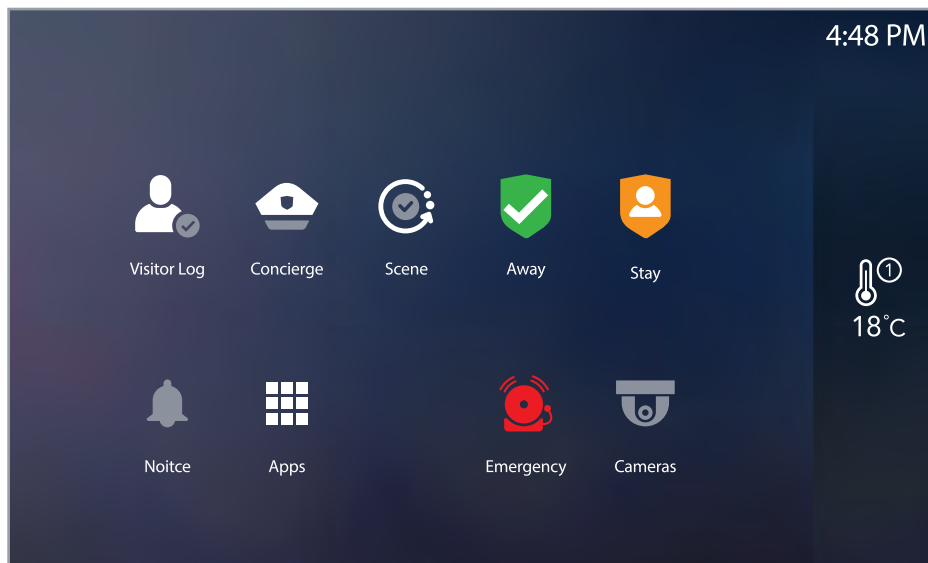 4:48 PM
Visitor Log
Concierge
Scene
Away
Stay
1
18°C
Noitce
Apps
Emergency
Cameras